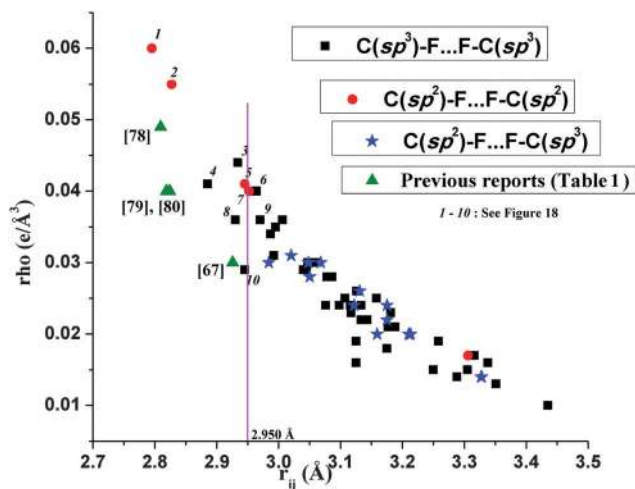 C(sp³)-F...F-C(sp³)
C(sp²)-F...F-C(sp²)
C(sp²)-F...F-C(sp³)
Previous reports (Table 1)
1 - 10 : See Figure 18
0.06
0.05
0.04
0.03
0.02
0.01
0.00
rho (e/Å³)
1
2
[78]
3
4
5
6
[79], [80]
7
8
9
[67]
10
2.950 Å
2.7 2.8 2.9 3.0 3.1 3.2 3.3 3.4 3.5
r_ij (Å)